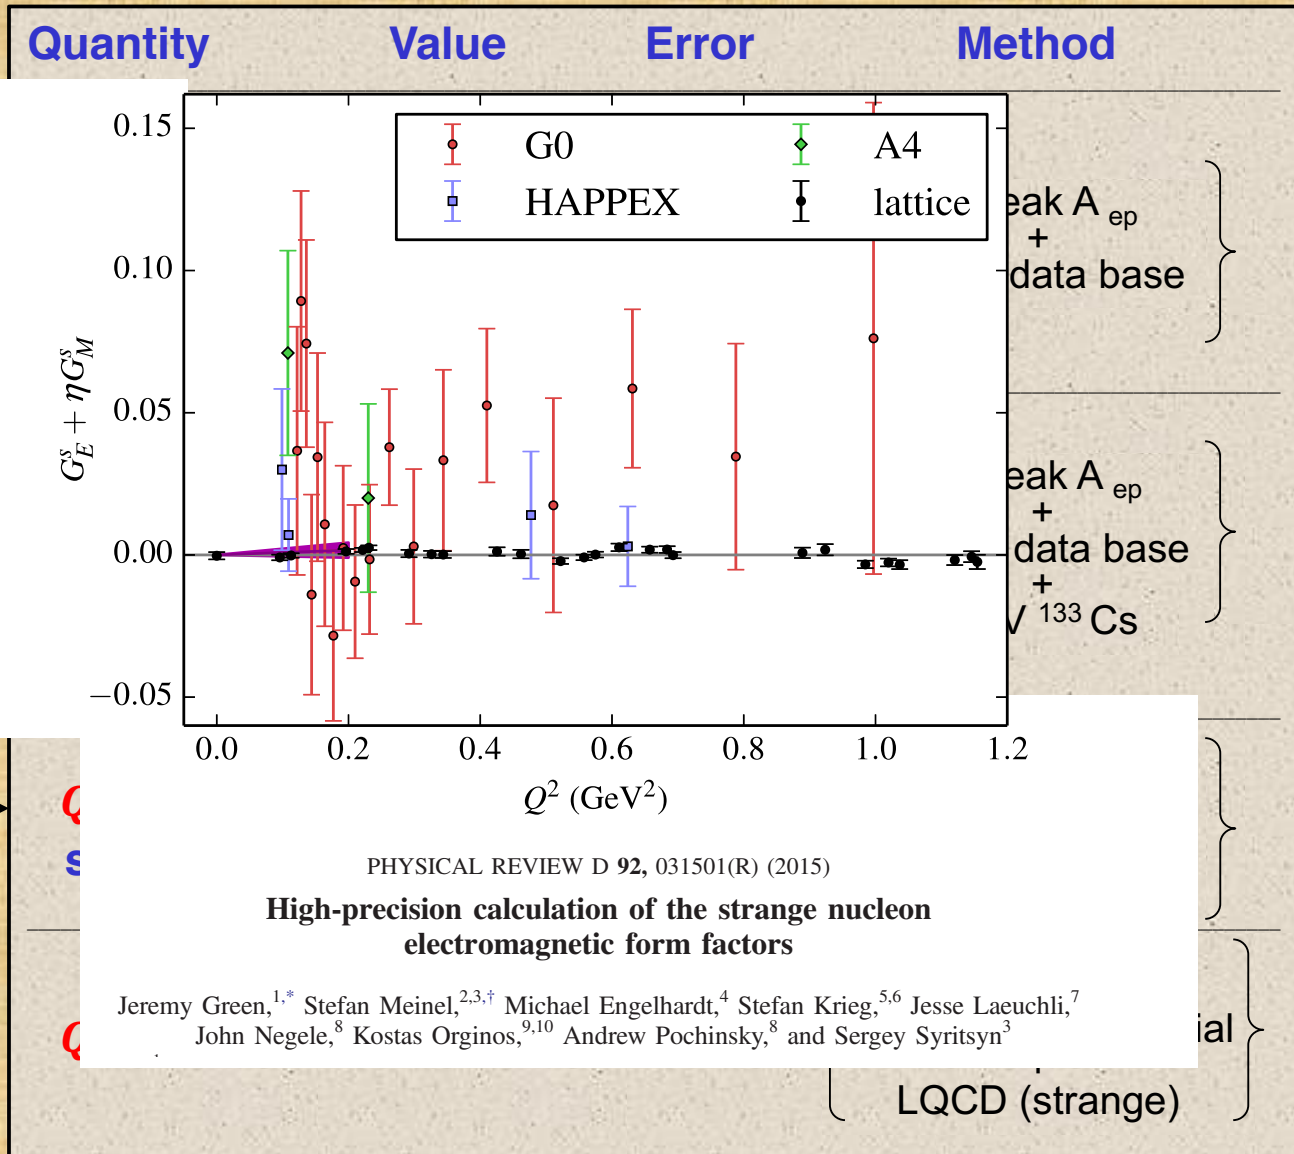 Quantity Value Error Method
0.15
0.10
0.05
0.00
−0.05
G^s_E + ηG^s_M
G0 A4
HAPPEX lattice
0.0 0.2 0.4 0.6 0.8 1.0 1.2
Q² (GeV²)
eak A ep
+
data base
eak A ep
+
data base
+
V ¹³³ Cs
PHYSICAL REVIEW D 92, 031501(R) (2015)
High-precision calculation of the strange nucleon
electromagnetic form factors
Jeremy Green,¹,* Stefan Meinel,²,³,† Michael Engelhardt,⁴ Stefan Krieg,⁵,⁶ Jesse Laeuchli,⁷
John Negele,⁸ Kostas Orginos,⁹,¹⁰ Andrew Pochinsky,⁸ and Sergey Syritsyn³
ial
LQCD (strange)